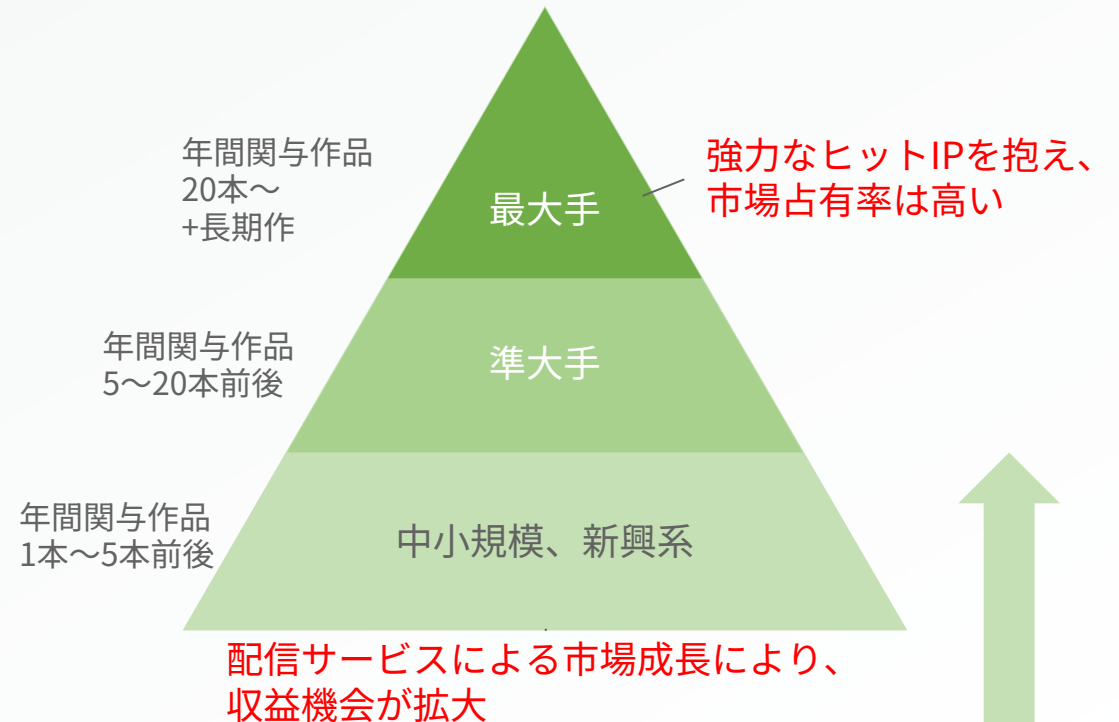 年間関与作品
20本～
+長期作
最大手
強力なヒットIPを抱え、
市場占有率は高い
年間関与作品
5～20本前後
準大手
年間関与作品
1本～5本前後
中小規模、新興系
配信サービスによる市場成長により、
収益機会が拡大